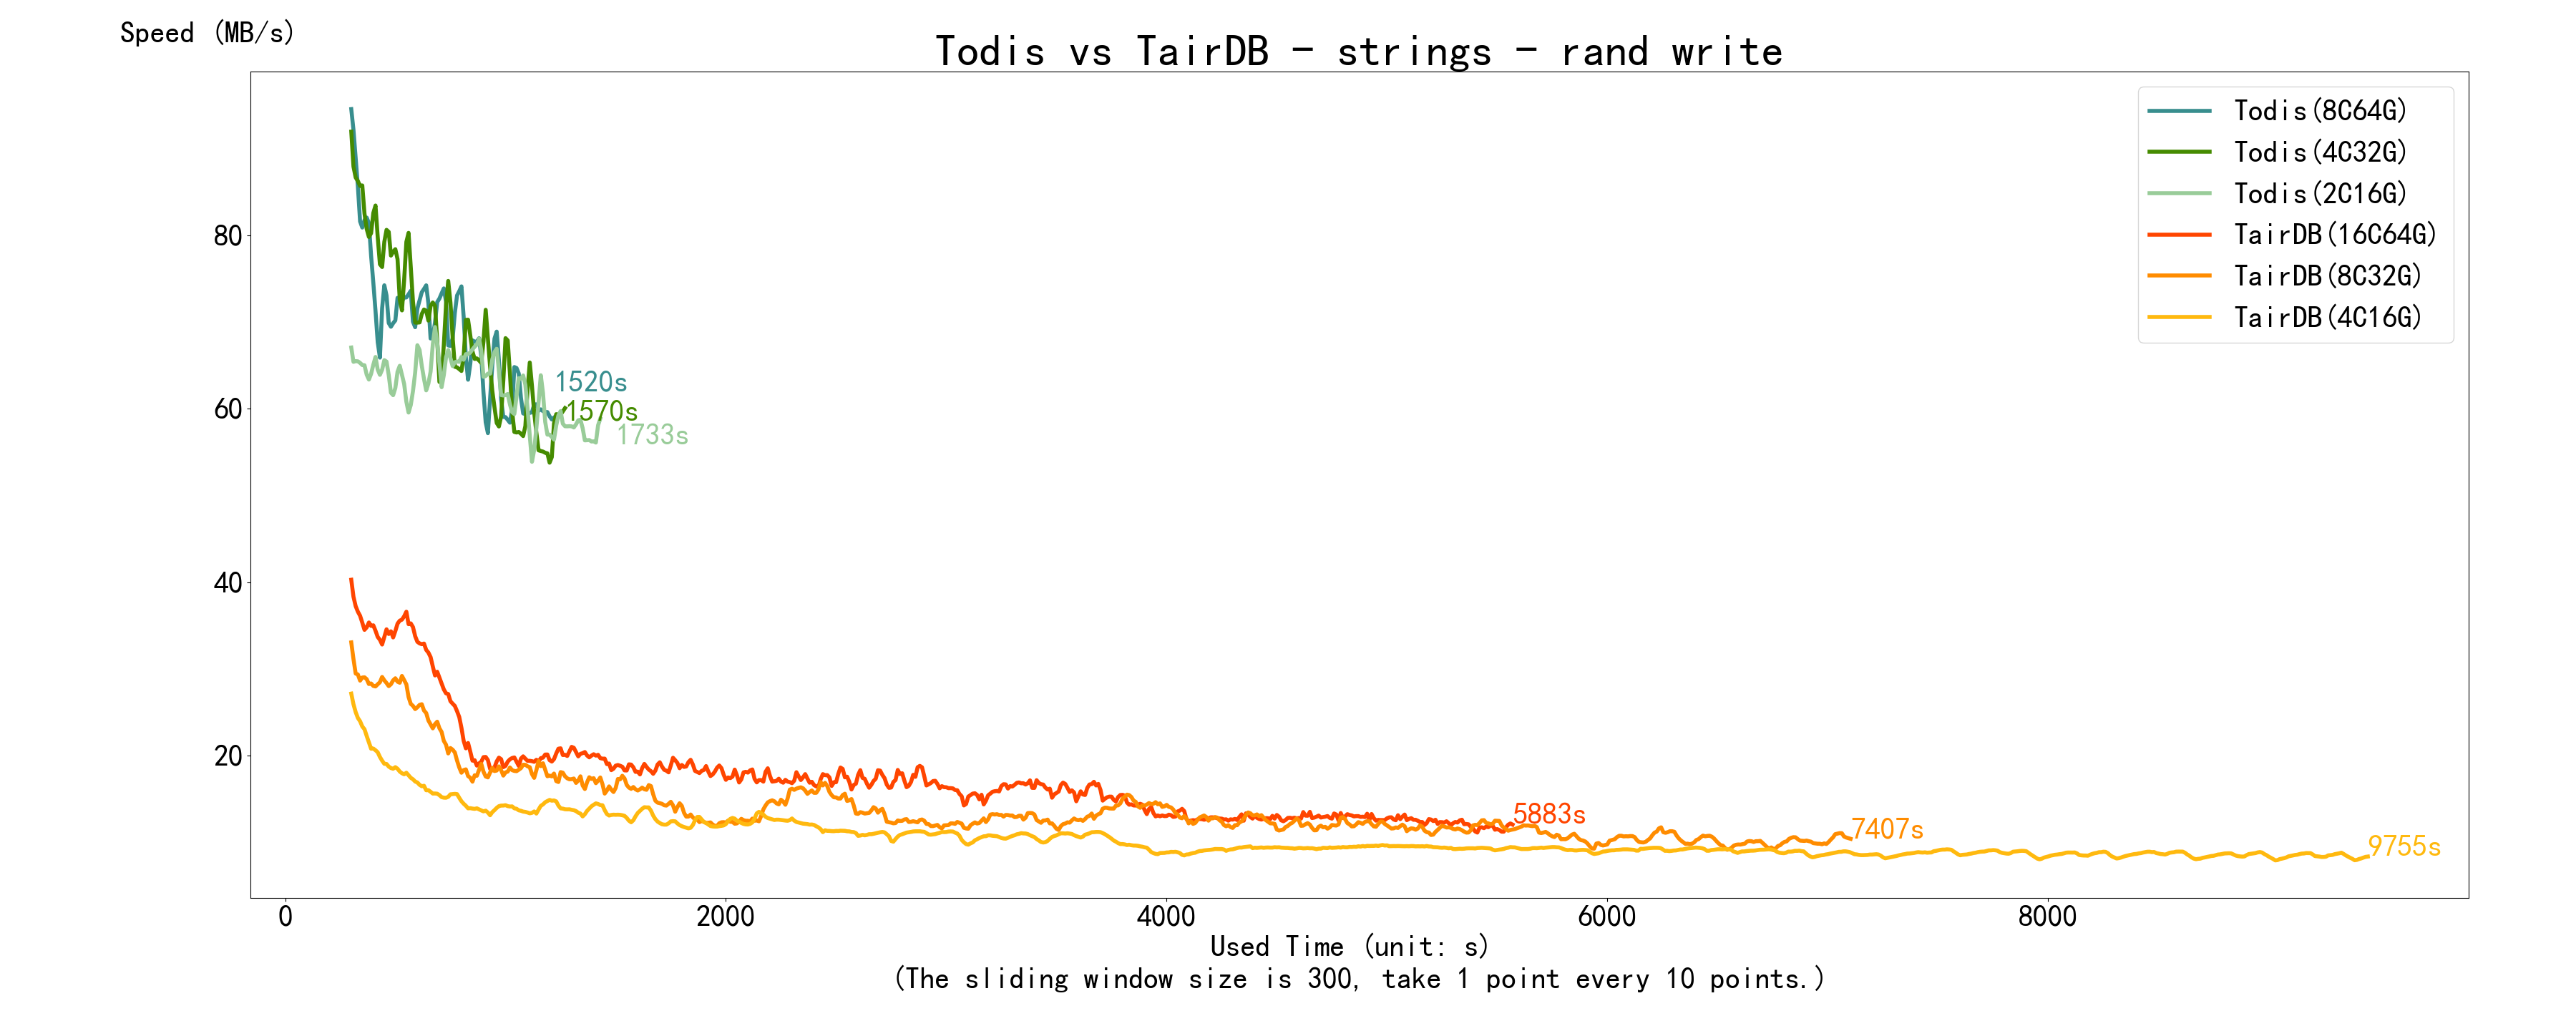 Speed (MB/s)
Todis vs TairDB - strings - rand write
Todis(8C64G)
Todis(4C32G)
Todis(2C16G)
TairDB(16C64G)
TairDB(8C32G)
TairDB(4C16G)
80
60
40
20
1520s
1570s
1733s
5883s
7407s
9755s
0 2000 4000 6000 8000
Used Time (unit: s)
(The sliding window size is 300, take 1 point every 10 points.)